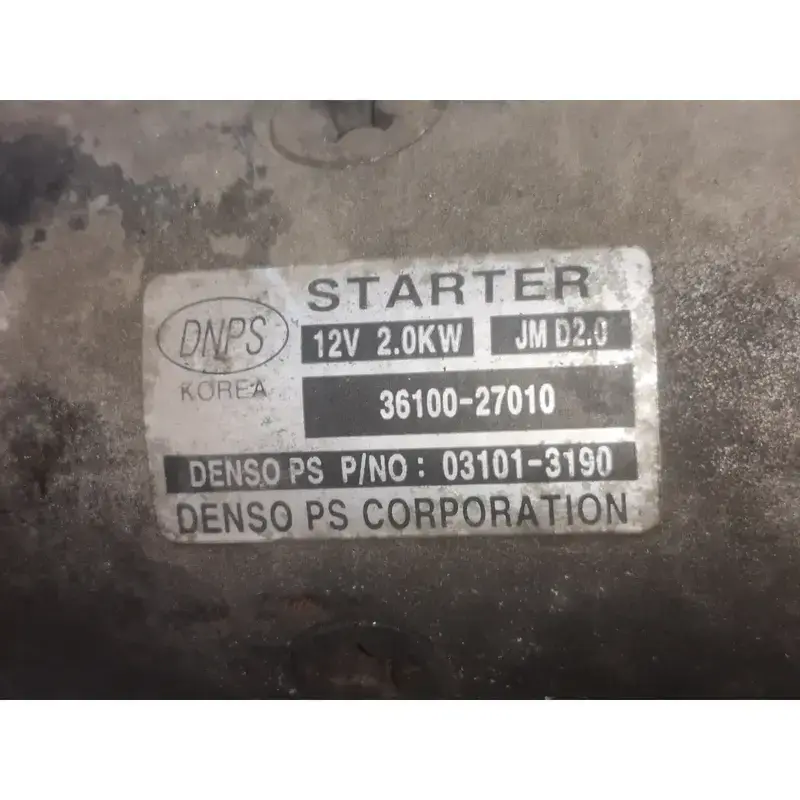 STARTER
DNPS
12V 2.0KW JM D2.0
KOREA
36100-27010
DENSO PS P/NO: 03101-3190
DENSO PS CORPORATION